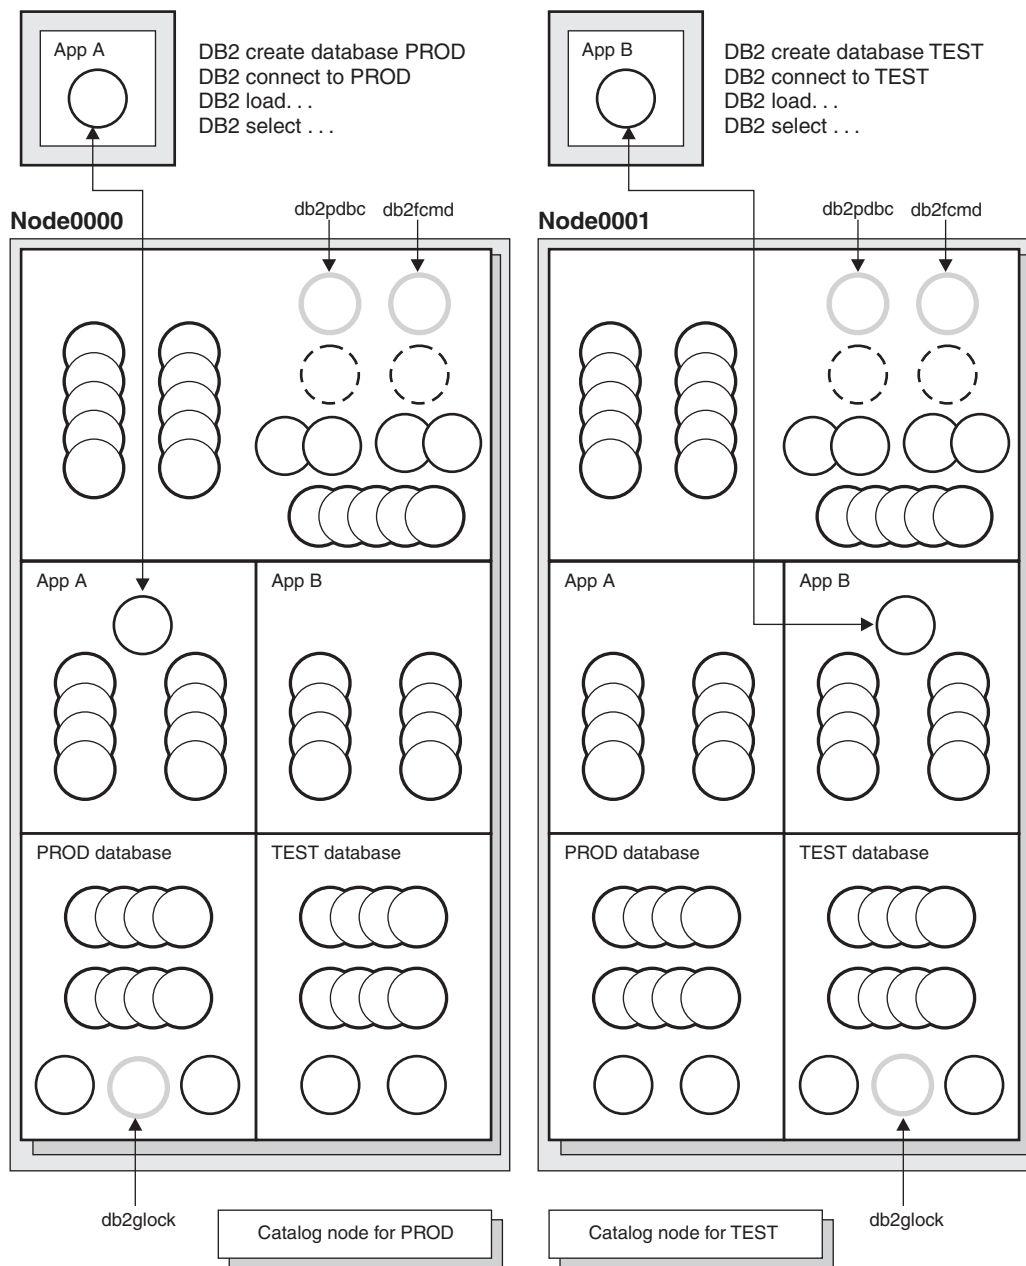 App A
DB2 create database PROD
DB2 connect to PROD
DB2 load. . .
DB2 select . . .
App B
DB2 create database TEST
DB2 connect to TEST
DB2 load. . .
DB2 select . . .
Node0000
db2pdbc
db2fcmd
Node0001
db2pdbc
db2fcmd
App A
App B
App A
App B
PROD database
TEST database
PROD database
TEST database
db2glock
db2glock
Catalog node for PROD
Catalog node for TEST